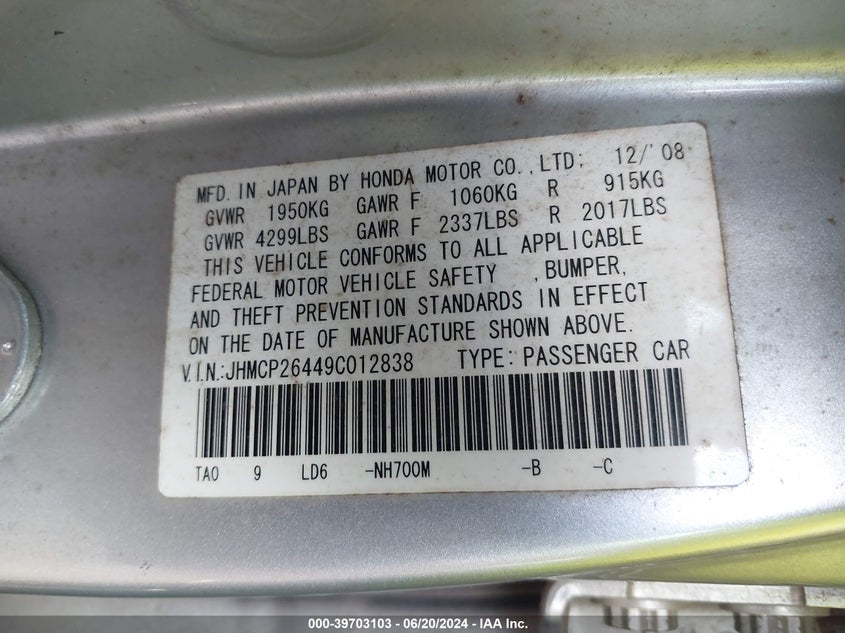 MFD. IN JAPAN BY HONDA MOTOR CO.,LTD; 12/'08
GVWR 1950KG GAWR F 1060KG R 915KG
GVWR 4299LBS GAWR F 2337LBS R 2017LBS
THIS VEHICLE CONFORMS TO ALL APPLICABLE
FEDERAL MOTOR VEHICLE SAFETY ,BUMPER,
AND THEFT PREVENTION STANDARDS IN EFFECT
ON THE DATE OF MANUFACTURE SHOWN ABOVE.
V.I.N.:JHMCP26449C012838 TYPE:PASSENGER CAR
TA0 9 LD6 -NH700M -B -C
000-39703103 - 06/20/2024 - IAA Inc.